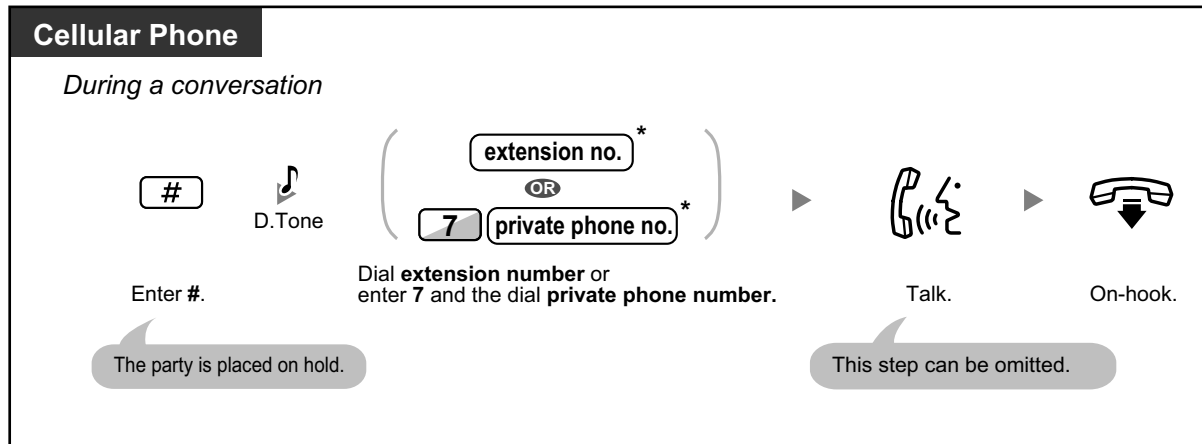 Cellular Phone
During a conversation
#
D.Tone
extension no.*
OR
7 private phone no.*
Enter #.
Dial extension number or
enter 7 and the dial private phone number.
Talk.
On-hook.
The party is placed on hold.
This step can be omitted.